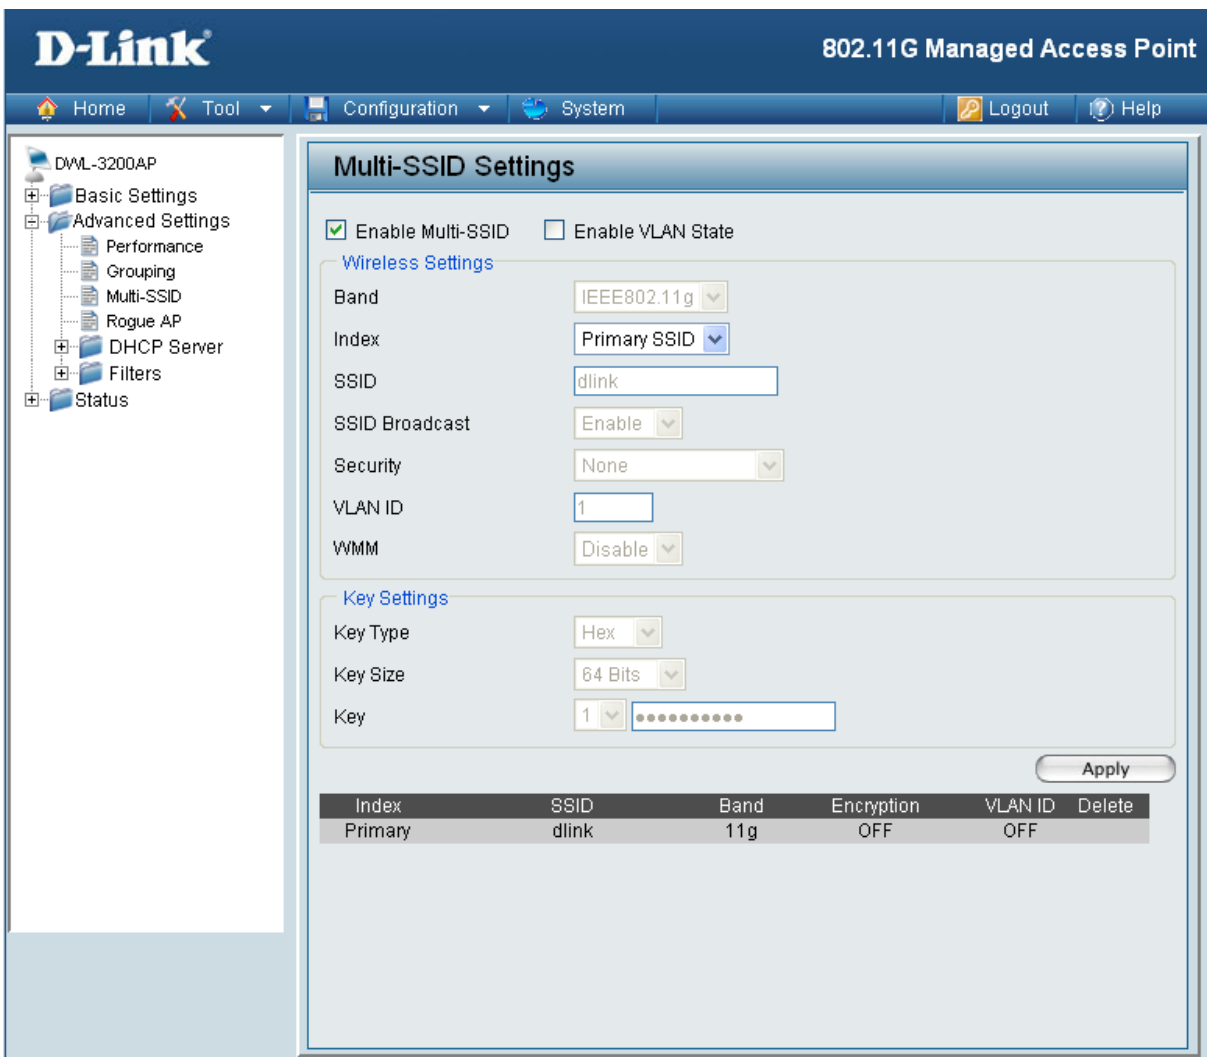 D-Link
802.11G Managed Access Point
Home Tool Configuration System Logout Help
DWL-3200AP
Basic Settings
Advanced Settings
Performance
Grouping
Multi-SSID
Rogue AP
DHCP Server
Filters
Status
Multi-SSID Settings
Enable Multi-SSID Enable VLAN State
Wireless Settings
Band IEEE802.11g
Index Primary SSID
SSID dlink
SSID Broadcast Enable
Security None
VLAN ID 1
WMM Disable
Key Settings
Key Type Hex
Key Size 64 Bits
Key 1 ●●●●●●●●●●
Apply
Index SSID Band Encryption VLAN ID Delete
Primary dlink 11g OFF OFF